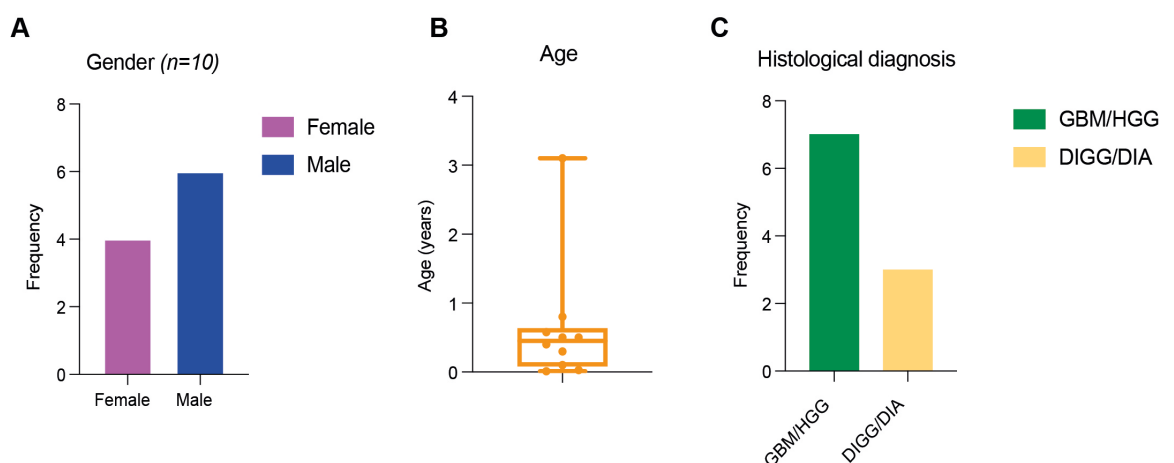 A
Gender (n=10)
8
6
4
2
0
Frequency
Female
Male
Female
Male
B
Age
4
3
2
1
0
Age (years)
C
Histological diagnosis
8
6
4
2
0
Frequency
GBM/HGG
DIGG/DIA
GBM/HGG
DIGG/DIA